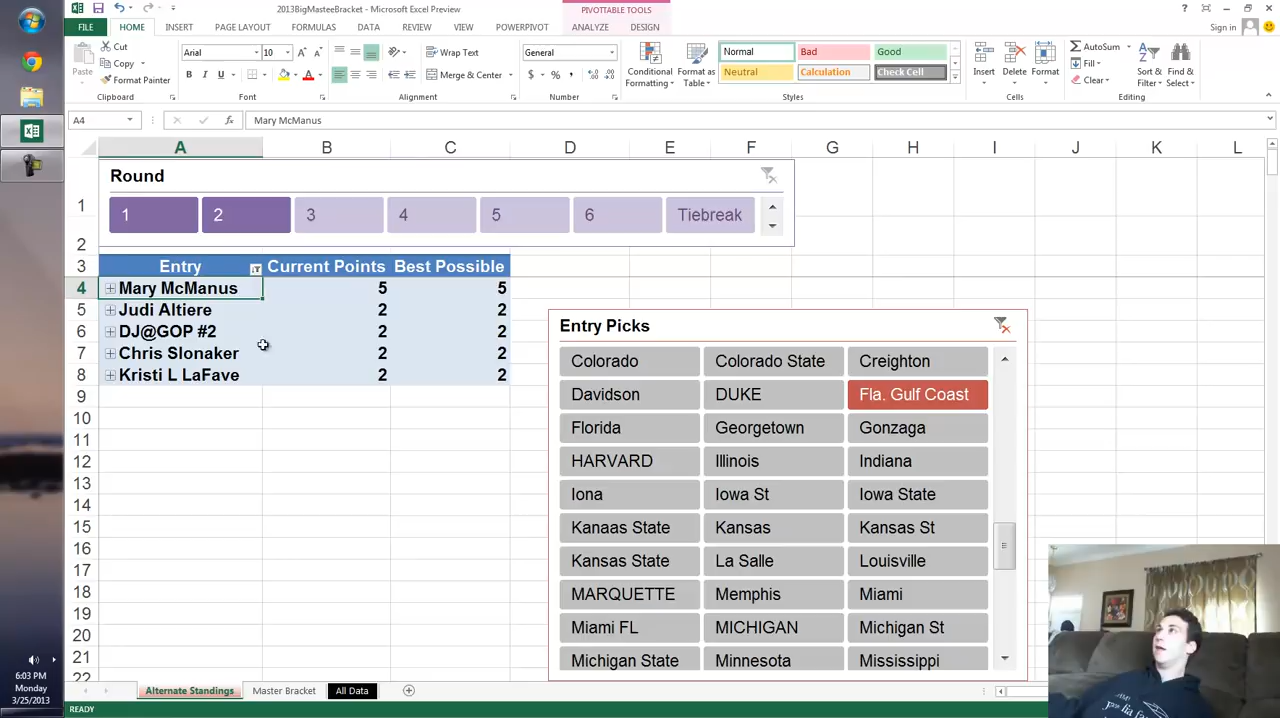 2013BigMasteeBracket - Microsoft Excel Preview
PIVOTTABLE TOOLS
Sign in
FILE HOME INSERT PAGE LAYOUT FORMULAS DATA REVIEW VIEW POWERPIVOT ANALYZE DESIGN
Paste
Cut
Copy
Format Painter
Clipboard
Arial 10
B I U
Font
Wrap Text
Merge & Center
Alignment
General
$ % ,
Number
Conditional Formatting
Format as Table
Normal Bad Good
Neutral Calculation Check Cell
Styles
Insert Delete Format
Cells
AutoSum
Fill
Clear
Sort & Filter
Find & Select
Editing
A4 fx Mary McManus
A B C D E F G H I J K L
Round
1 2 3 4 5 6 Tiebreak
1
2
3 Entry Current Points Best Possible
4 Mary McManus 5 5
5 Judi Altiere 2 2
6 DJ@GOP #2 2 2
7 Chris Slonaker 2 2
8 Kristi L LaFave 2 2
9
10
11
12
13
14
15
16
17
18
19
20
21
22
Entry Picks
Colorado Colorado State Creighton
Davidson DUKE Fla. Gulf Coast
Florida Georgetown Gonzaga
HARVARD Illinois Indiana
Iona Iowa St Iowa State
Kanaas State Kansas Kansas St
Kansas State La Salle Louisville
MARQUETTE Memphis Miami
Miami FL MICHIGAN Michigan St
Michigan State Minnesota Mississippi
Alternate Standings Master Bracket All Data
READY
6:03 PM
Monday
3/25/2013